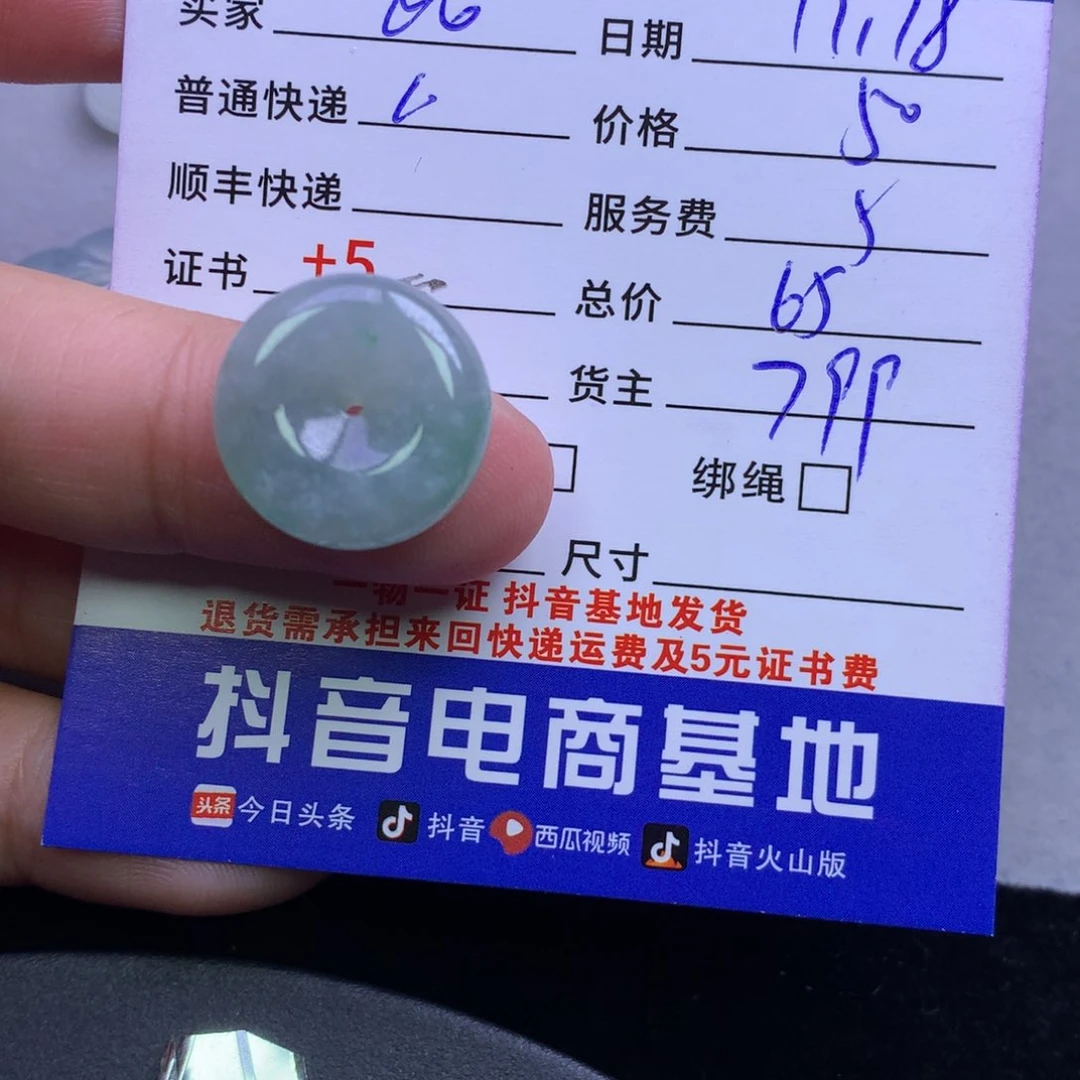 买家 日期 11.18
普通快递 价格 50
顺丰快递 服务费 5
证书 +5 总价 65
货主 799
绑绳
尺寸
一物一证 抖音基地发货
退货需承担来回快递运费及5元证书费
抖音电商基地
头条 今日头条 抖音 西瓜视频 抖音火山版